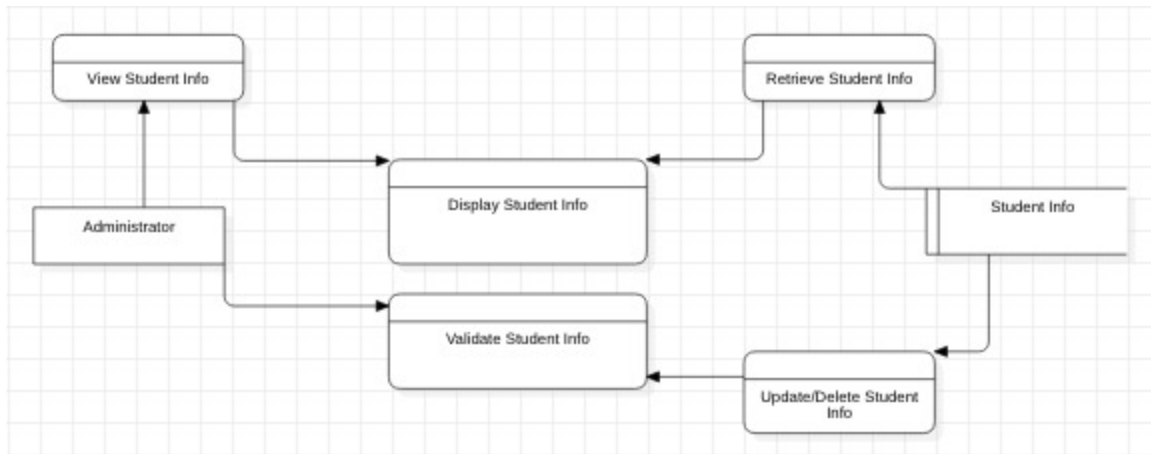 View Student Info
Retrieve Student Info
Display Student Info
Student Info
Administrator
Validate Student Info
Update/Delete Student
Info